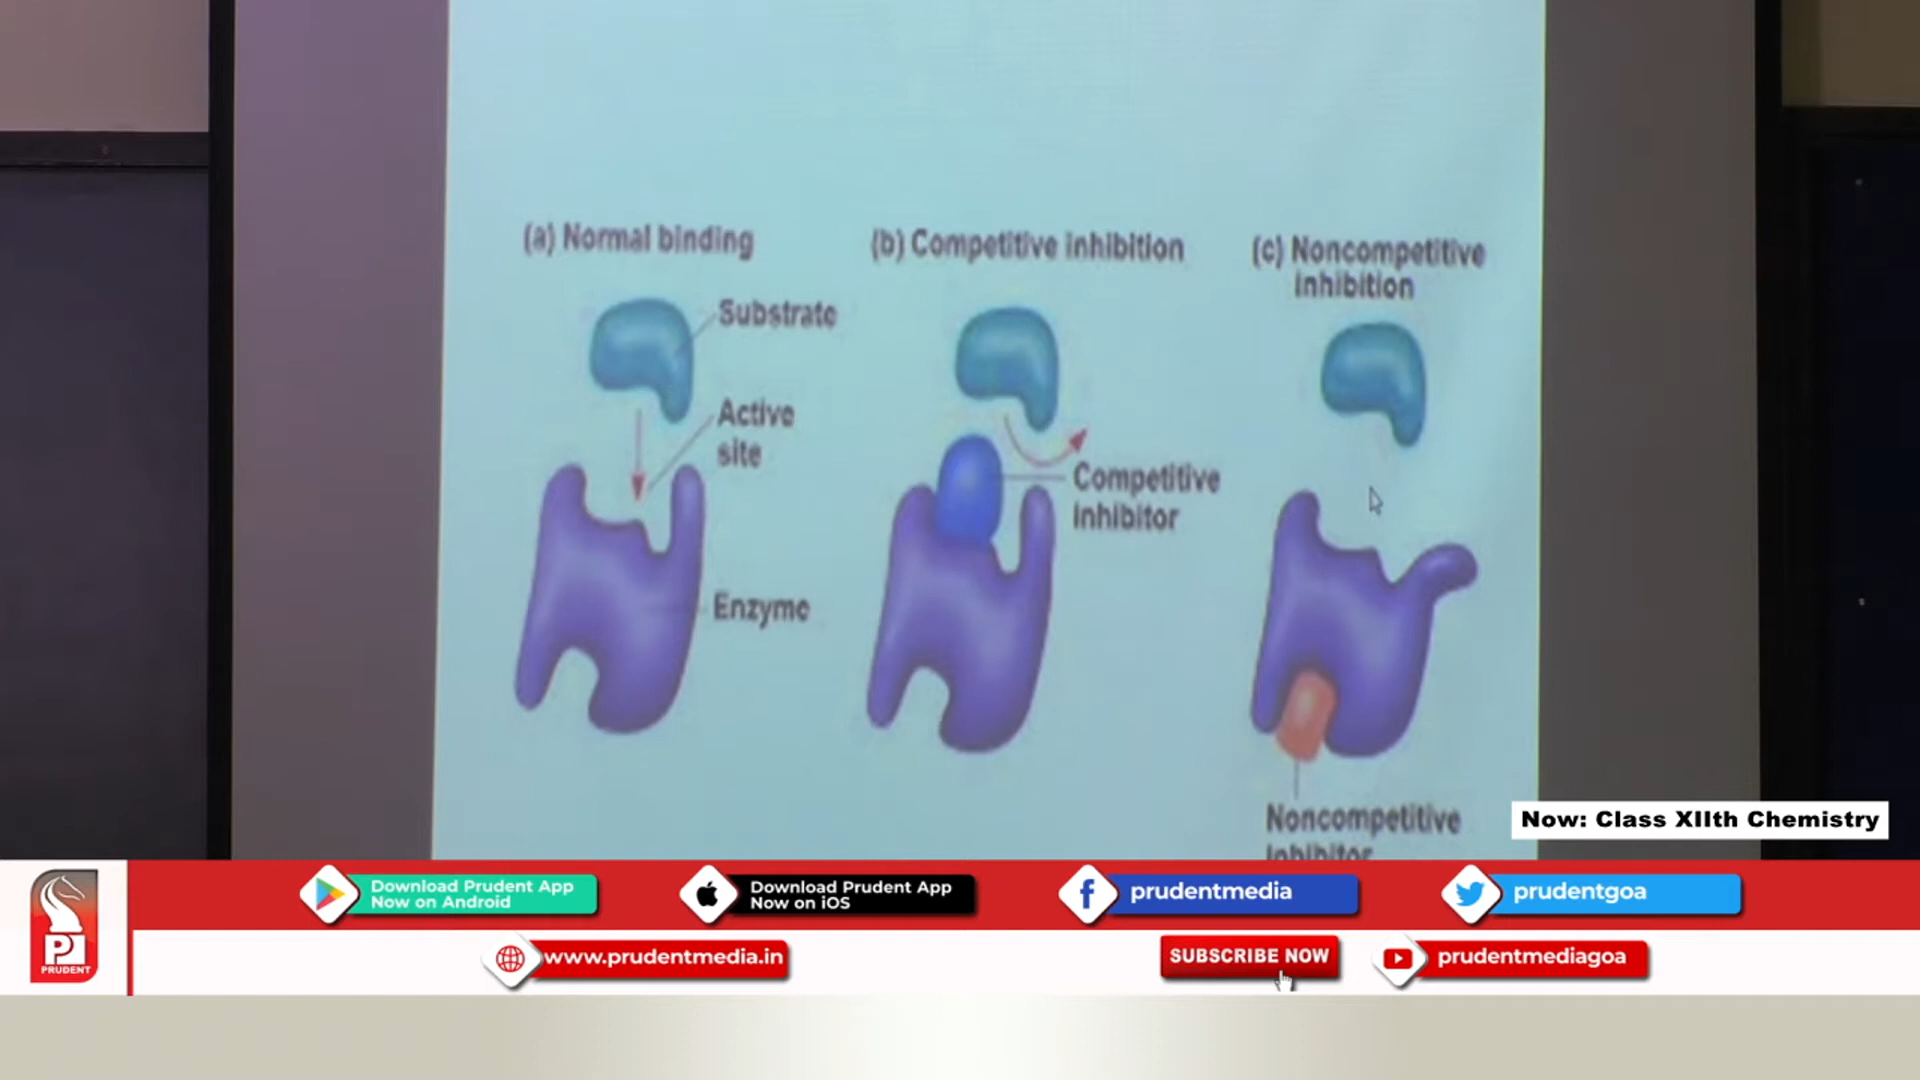 (a) Normal binding
(b) Competitive inhibition
(c) Noncompetitive
inhibition
Substrate
Active
site
Competitive
inhibitor
Enzyme
Noncompetitive
inhibitor
Now: Class XIIth Chemistry
Download Prudent App
Now on Android
Download Prudent App
Now on iOS
prudentmedia
prudentgoa
PRUDENT
www.prudentmedia.in
SUBSCRIBE NOW
prudentmediagoa